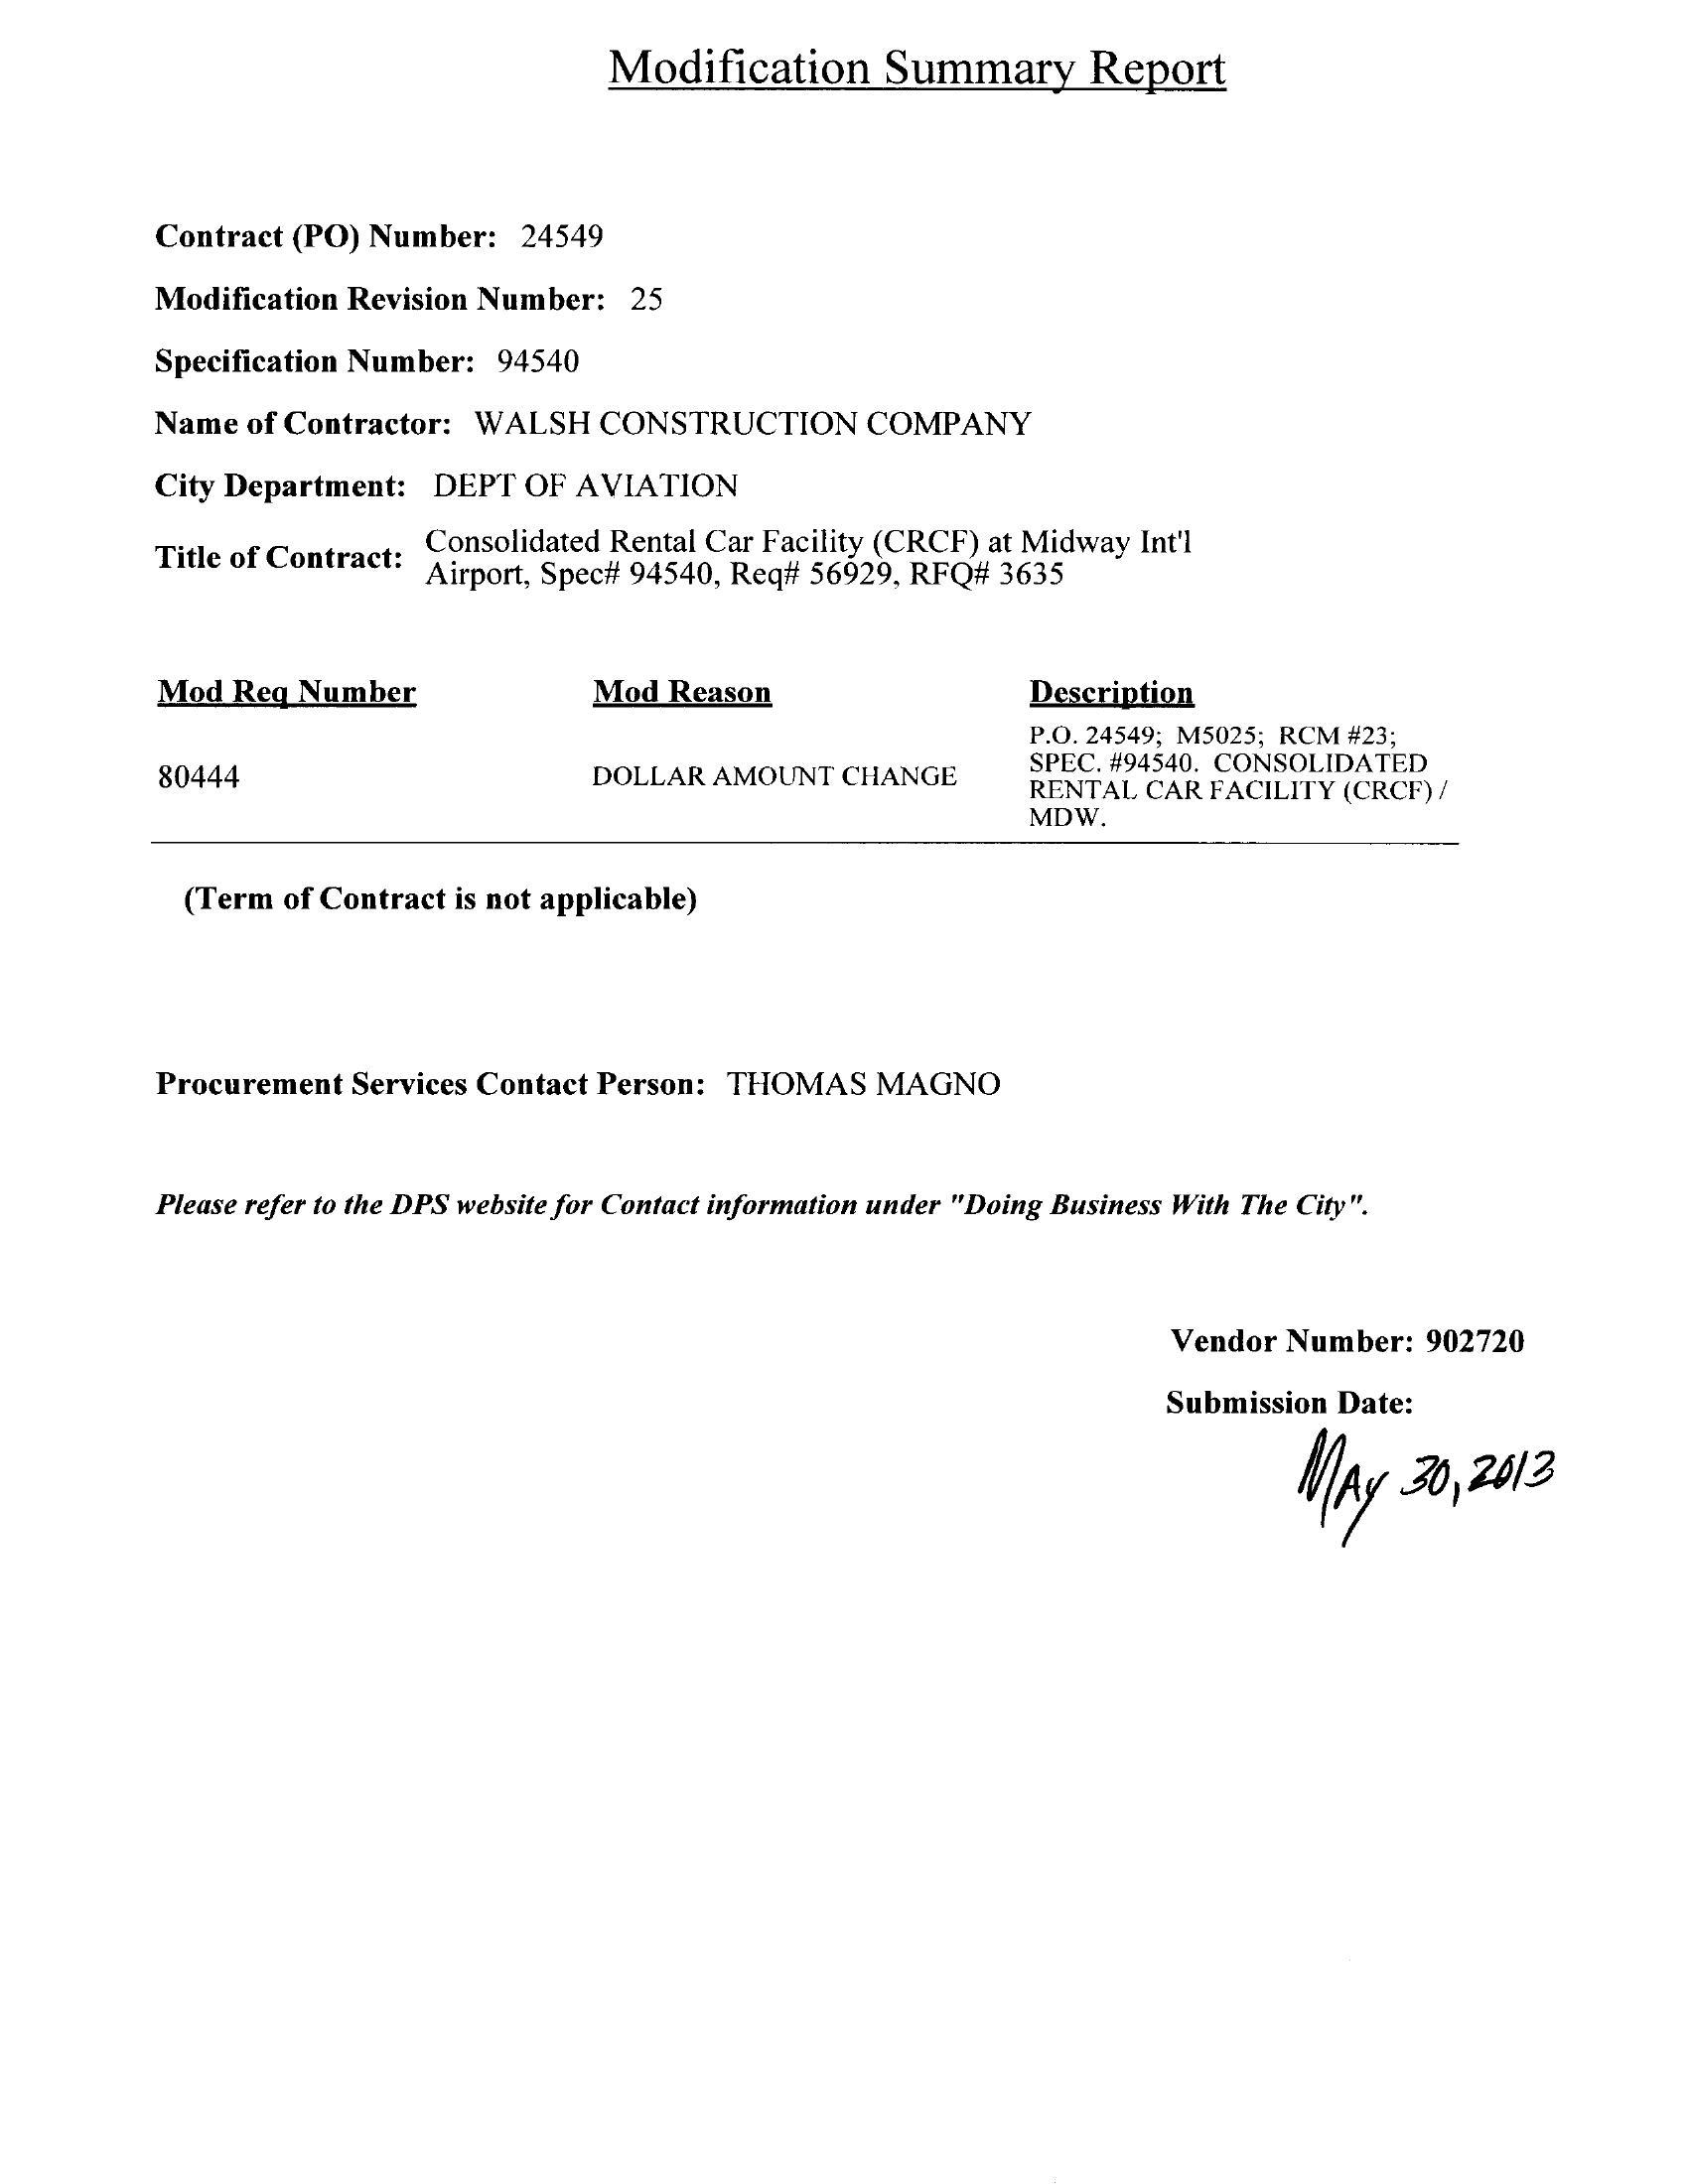 Modification Summary Report
Contract (PO) Number: 24549
Modification Revision Number: 25
Specification Number: 94540
Name of Contractor: WALSH CONSTRUCTION COMPANY
City Department: DEPT OF AVIATION
Title of Contract: Consolidated Rental Car Facility (CRCF) at Midway Int'l
Airport, Spec# 94540, Req# 56929, RFQ# 3635
Mod Req Number Mod Reason Description
80444 DOLLAR AMOUNT CHANGE P.O. 24549; M5025; RCM #23;
SPEC. #94540. CONSOLIDATED
RENTAL CAR FACILITY (CRCF) /
MDW.
(Term of Contract is not applicable)
Procurement Services Contact Person: THOMAS MAGNO
Please refer to the DPS website for Contact information under "Doing Business With The City".
Vendor Number: 902720
Submission Date:
MAy 30, 2013